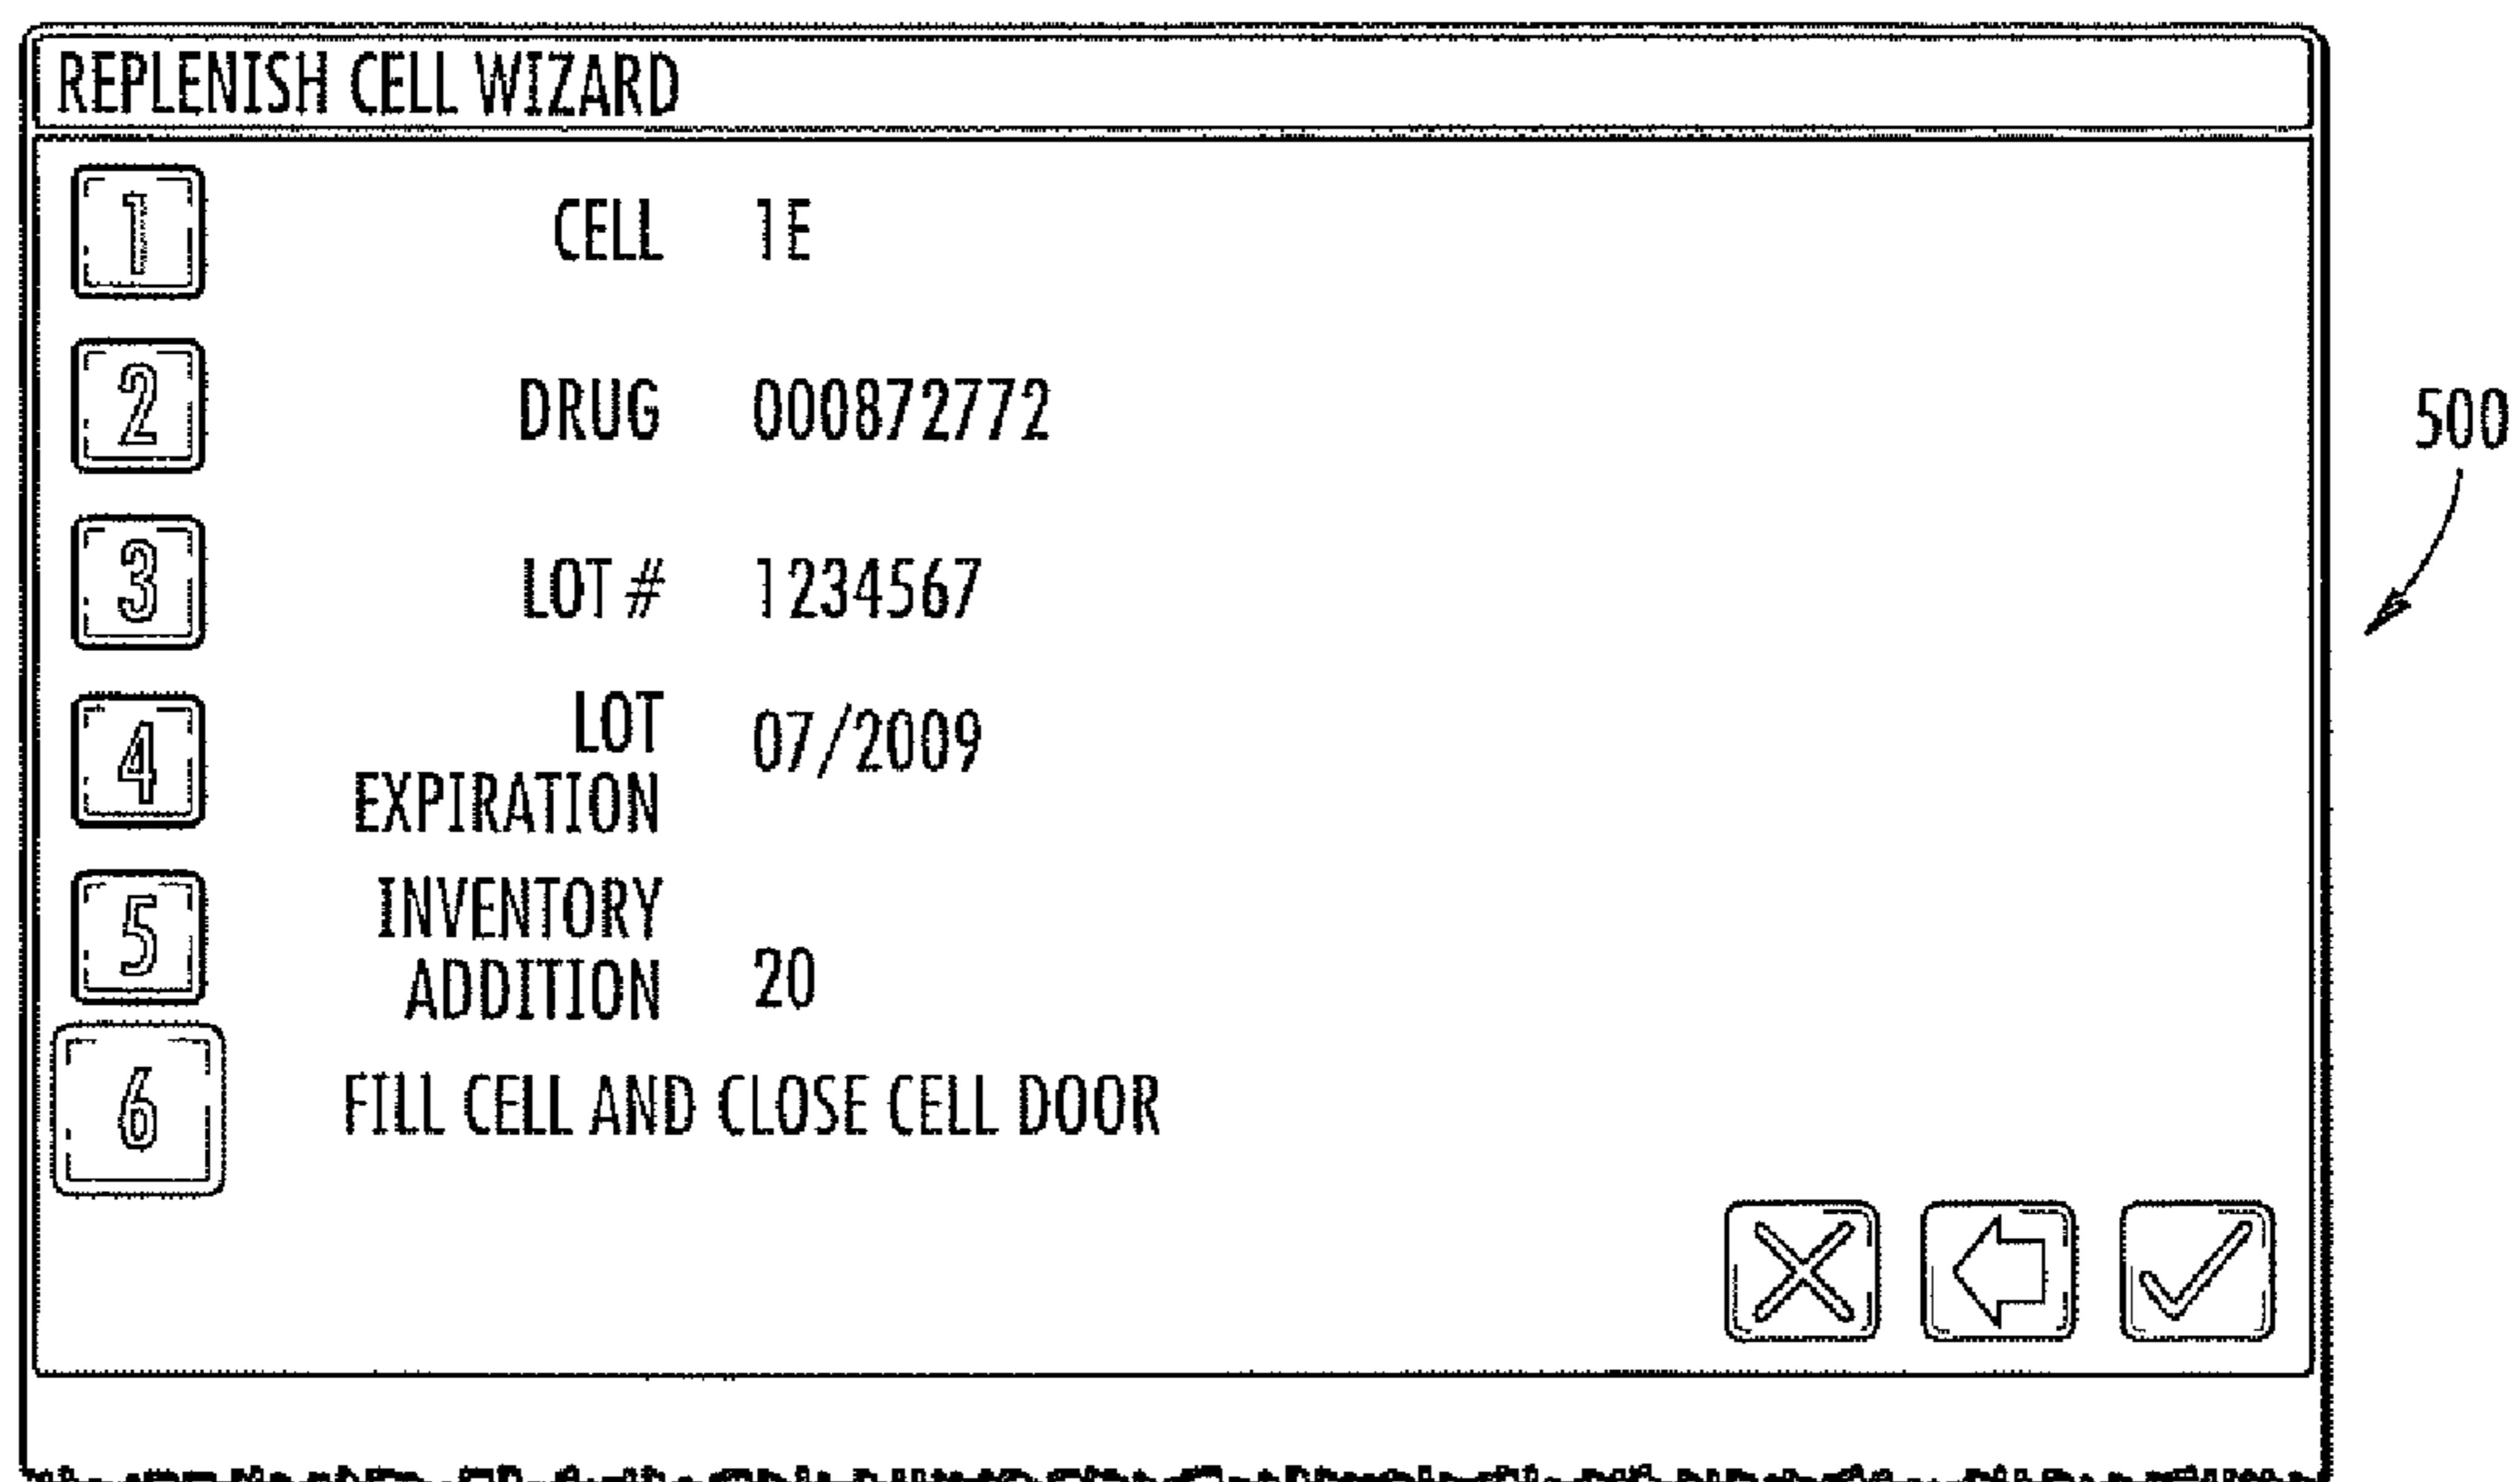 REPLENISH CELL WIZARD
1 CELL 1E
2 DRUG 000872772
500
3 LOT # 1234567
4 LOT
EXPIRATION 07/2009
5 INVENTORY
ADDITION 20
6 FILL CELL AND CLOSE CELL DOOR